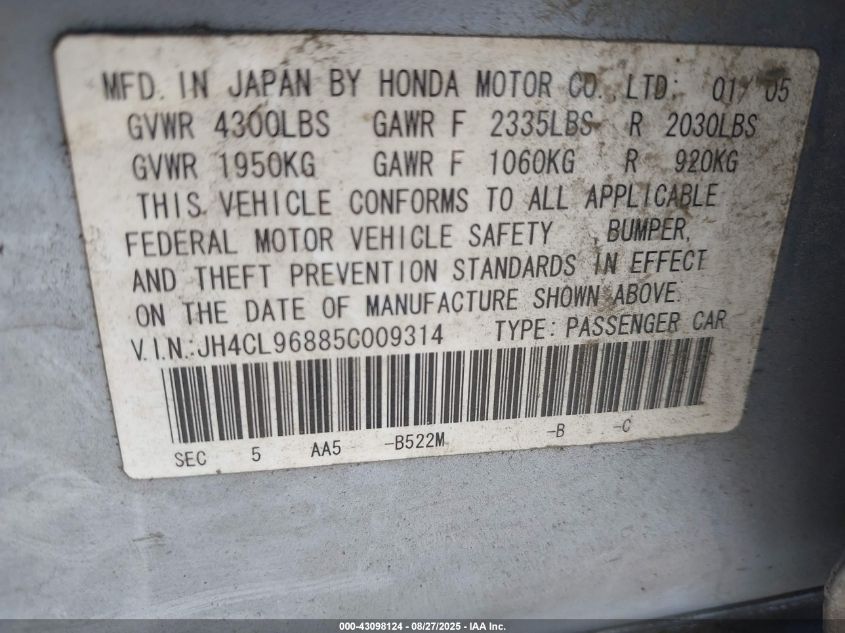 MFD. IN JAPAN BY HONDA MOTOR CO., LTD. 01/05
GVWR 4300LBS GAWR F 2335LBS R 2030LBS
GVWR 1950KG GAWR F 1060KG R 920KG
THIS VEHICLE CONFORMS TO ALL APPLICABLE
FEDERAL MOTOR VEHICLE SAFETY, BUMPER,
AND THEFT PREVENTION STANDARDS IN EFFECT
ON THE DATE OF MANUFACTURE SHOWN ABOVE.
V.I.N.:JH4CL96885C009314 TYPE: PASSENGER CAR
SEC 5 AA5 -B522M -B -C
000-43098124 | 08/27/2025 - IAA Inc.